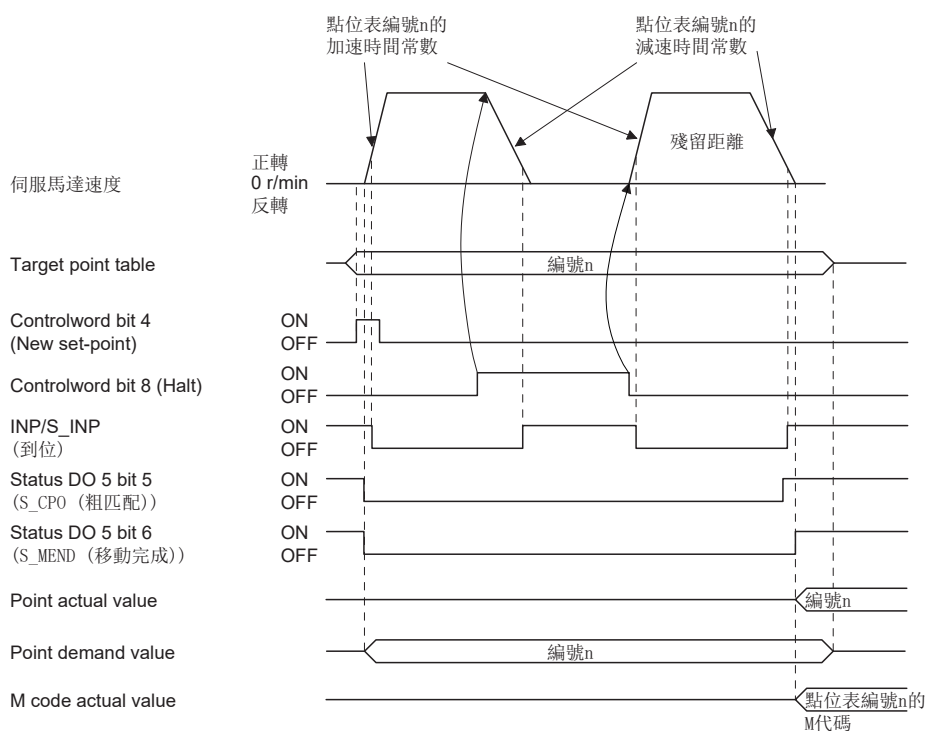 點位表編號n的
加速時間常數
點位表編號n的
減速時間常數
殘留距離
伺服馬達速度
正轉
0 r/min
反轉
Target point table
編號n
Controlword bit 4
(New set-point)
ON
OFF
Controlword bit 8 (Halt)
ON
OFF
INP/S_INP
(到位)
ON
OFF
Status DO 5 bit 5
(S_CPO (粗匹配))
ON
OFF
Status DO 5 bit 6
(S_MEND (移動完成))
ON
OFF
Point actual value
編號n
Point demand value
編號n
M code actual value
點位表編號n的
M代碼